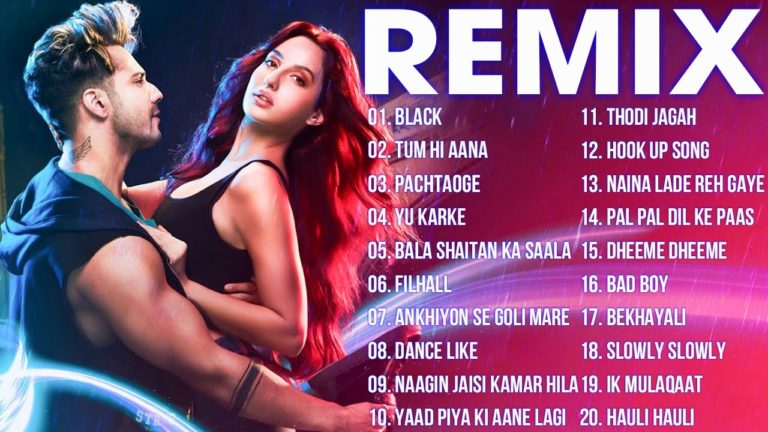 REMIX
01. BLACK
02. TUM HI AANA
03. PACHTAOGE
04. YU KARKE
05. BALA SHAITAN KA SAALA
06. FILHALL
07. ANKHIYON SE GOLI MARE
08. DANCE LIKE
09. NAAGIN JAISI KAMAR HILA
10. YAAD PIYA KI AANE LAGI
11. THODI JAGAH
12. HOOK UP SONG
13. NAINA LADE REH GAYE
14. PAL PAL DIL KE PAAS
15. DHEEME DHEEME
16. BAD BOY
17. BEKHAYALI
18. SLOWLY SLOWLY
19. IK MULAQAAT
20. HAULI HAULI